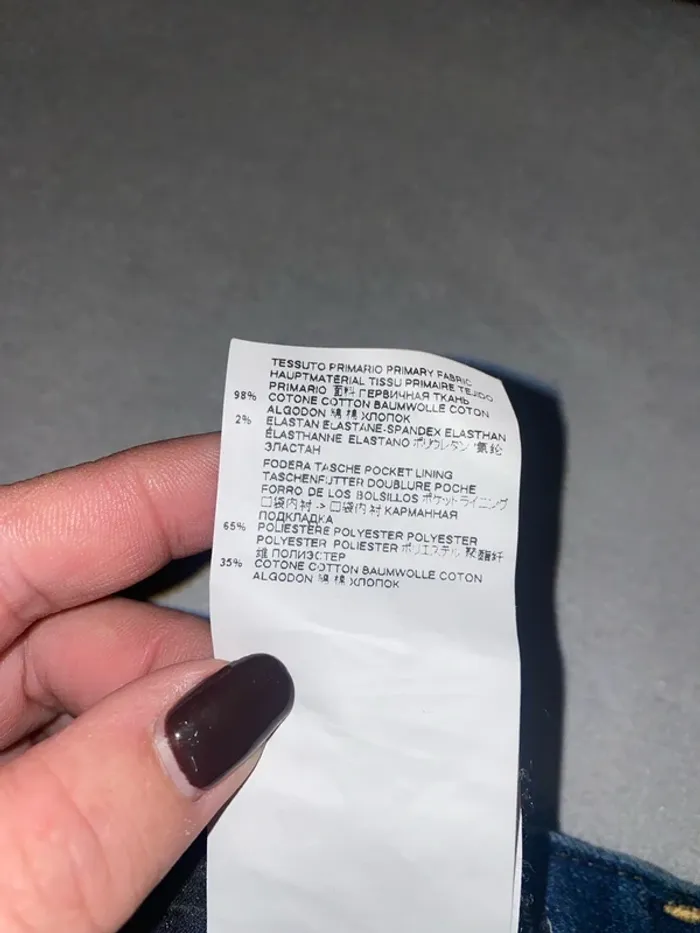 TESSUTO PRIMARIO PRIMARY FABRIC
HAUPTMATERIAL TISSU PRIMAIRE TEJIDO
PRIMARIO 面料 ПЕРВИЧНАЯ ТКАНЬ
98% COTONE COTTON BAUMWOLLE COTON
ALGODON 綿 棉 ХЛОПОК
2% ELASTAN ELASTANE-SPANDEX ELASTHAN
ÉLASTHANNE ELASTANO ポリウレタン 氨纶
ЭЛАСТАН
FODERA TASCHE POCKET LINING
TASCHENFUTTER DOUBLURE POCHE
FORRO DE LOS BOLSILLOS ポケットライニング
口袋内衬 -> 口袋内衬 КАРМАННАЯ
ПОДКЛАДКА
65% POLIESTERE POLYESTER POLYESTER
POLYESTER POLIESTER ポリエステル 聚酯纤
维 ПОЛИЭСТЕР
35% COTONE COTTON BAUMWOLLE COTON
ALGODON 綿 棉 ХЛОПОК